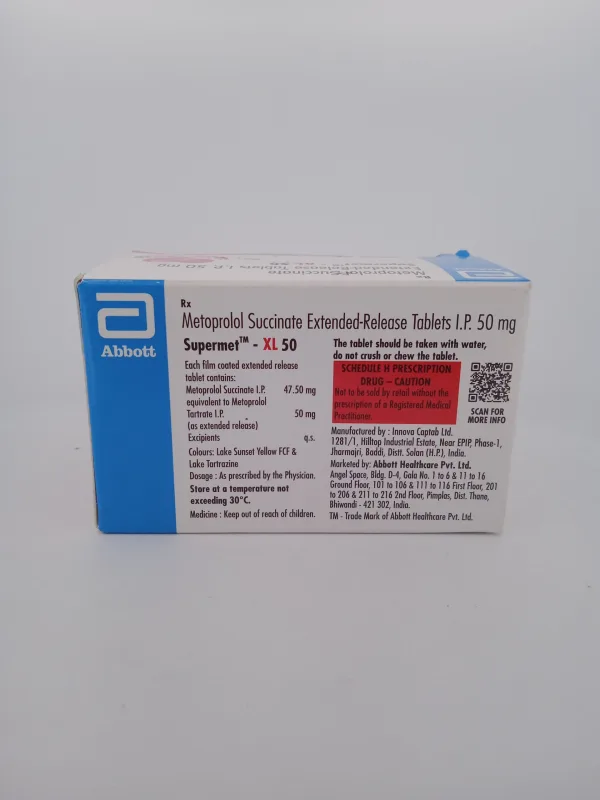 Rx
Metoprolol Succinate
Extended-Release Tablets I.P. 50 mg
Abbott
Rx
Metoprolol Succinate Extended-Release Tablets I.P. 50 mg
Supermet™ - XL 50
Each film coated extended release
tablet contains:
Metoprolol Succinate I.P. 47.50 mg
equivalent to Metoprolol
Tartrate I.P. 50 mg
(as extended release)
Excipients q.s.
Colours: Lake Sunset Yellow FCF &
Lake Tartrazine
Dosage : As prescribed by the Physician.
Store at a temperature not
exceeding 30°C.
Medicine : Keep out of reach of children.
The tablet should be taken with water,
do not crush or chew the tablet.
SCHEDULE H PRESCRIPTION
DRUG – CAUTION
Not to be sold by retail without the
prescription of a Registered Medical
Practitioner.
SCAN FOR
MORE INFO
Manufactured by : Innova Captab Ltd.
1281/1, Hilltop Industrial Estate, Near EPIP, Phase-1,
Jharmajri, Baddi, Distt. Solan (H.P.), India.
Marketed by: Abbott Healthcare Pvt. Ltd.
Angel Space, Bldg. D-4, Gala No. 1 to 6 & 11 to 16
Ground Floor, 101 to 106 & 111 to 116 First Floor, 201
to 206 & 211 to 216 2nd Floor, Pimplas, Dist. Thane,
Bhiwandi - 421 302, India.
TM - Trade Mark of Abbott Healthcare Pvt. Ltd.